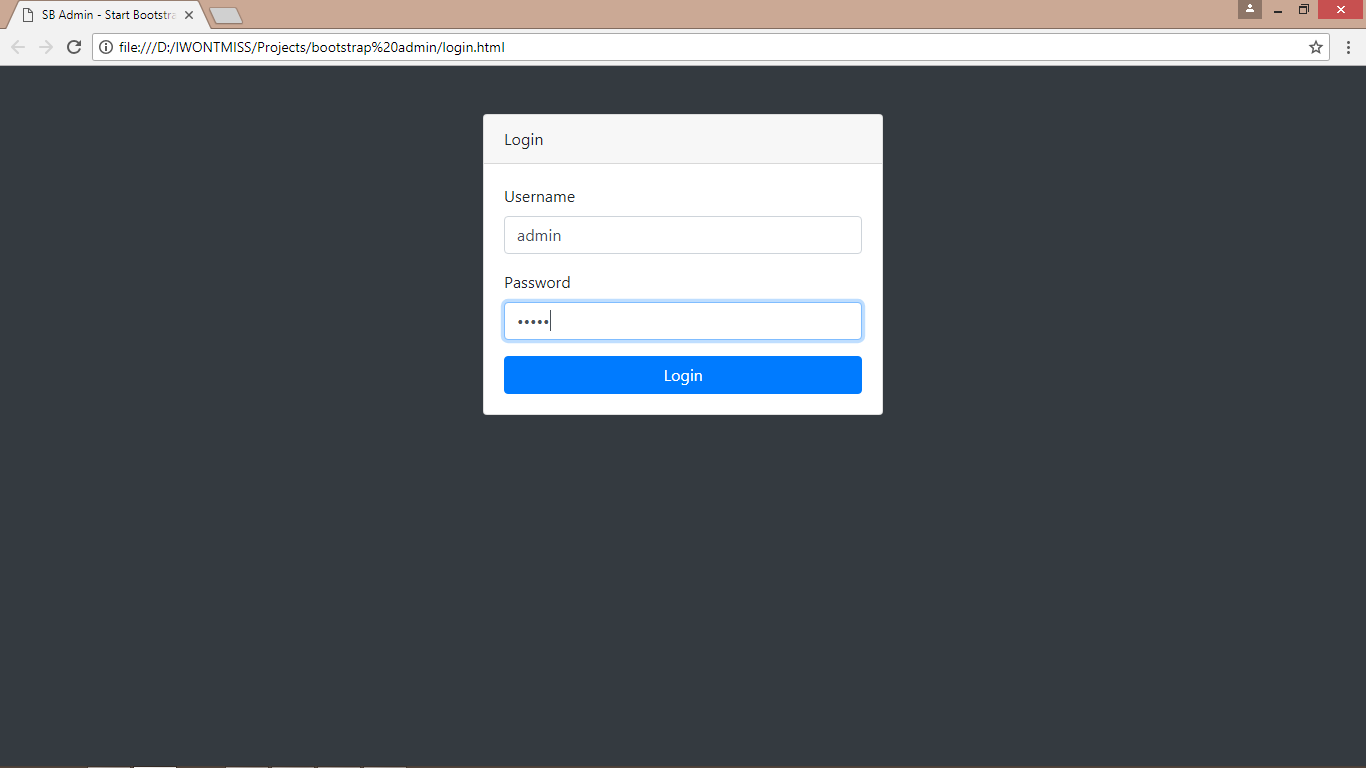 SB Admin - Start Bootstra
file:///D:/IWONTMISS/Projects/bootstrap%20admin/login.html
Login
Username
admin
Password
•••••
Login